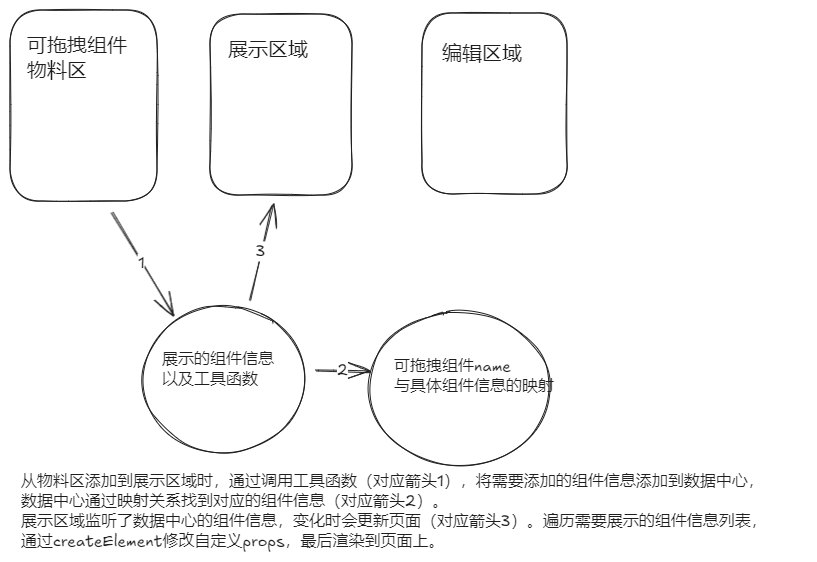 可拖拽组件
物料区
展示区域
编辑区域
1
3
展示的组件信息
以及工具函数
2
可拖拽组件name
与具体组件信息的映射
从物料区添加到展示区域时，通过调用工具函数（对应箭头1），将需要添加的组件信息添加到数据中心，
数据中心通过映射关系找到对应的组件信息（对应箭头2）。
展示区域监听了数据中心的组件信息，变化时会更新页面（对应箭头3）。遍历需要展示的组件信息列表，
通过createElement修改自定义props，最后渲染到页面上。